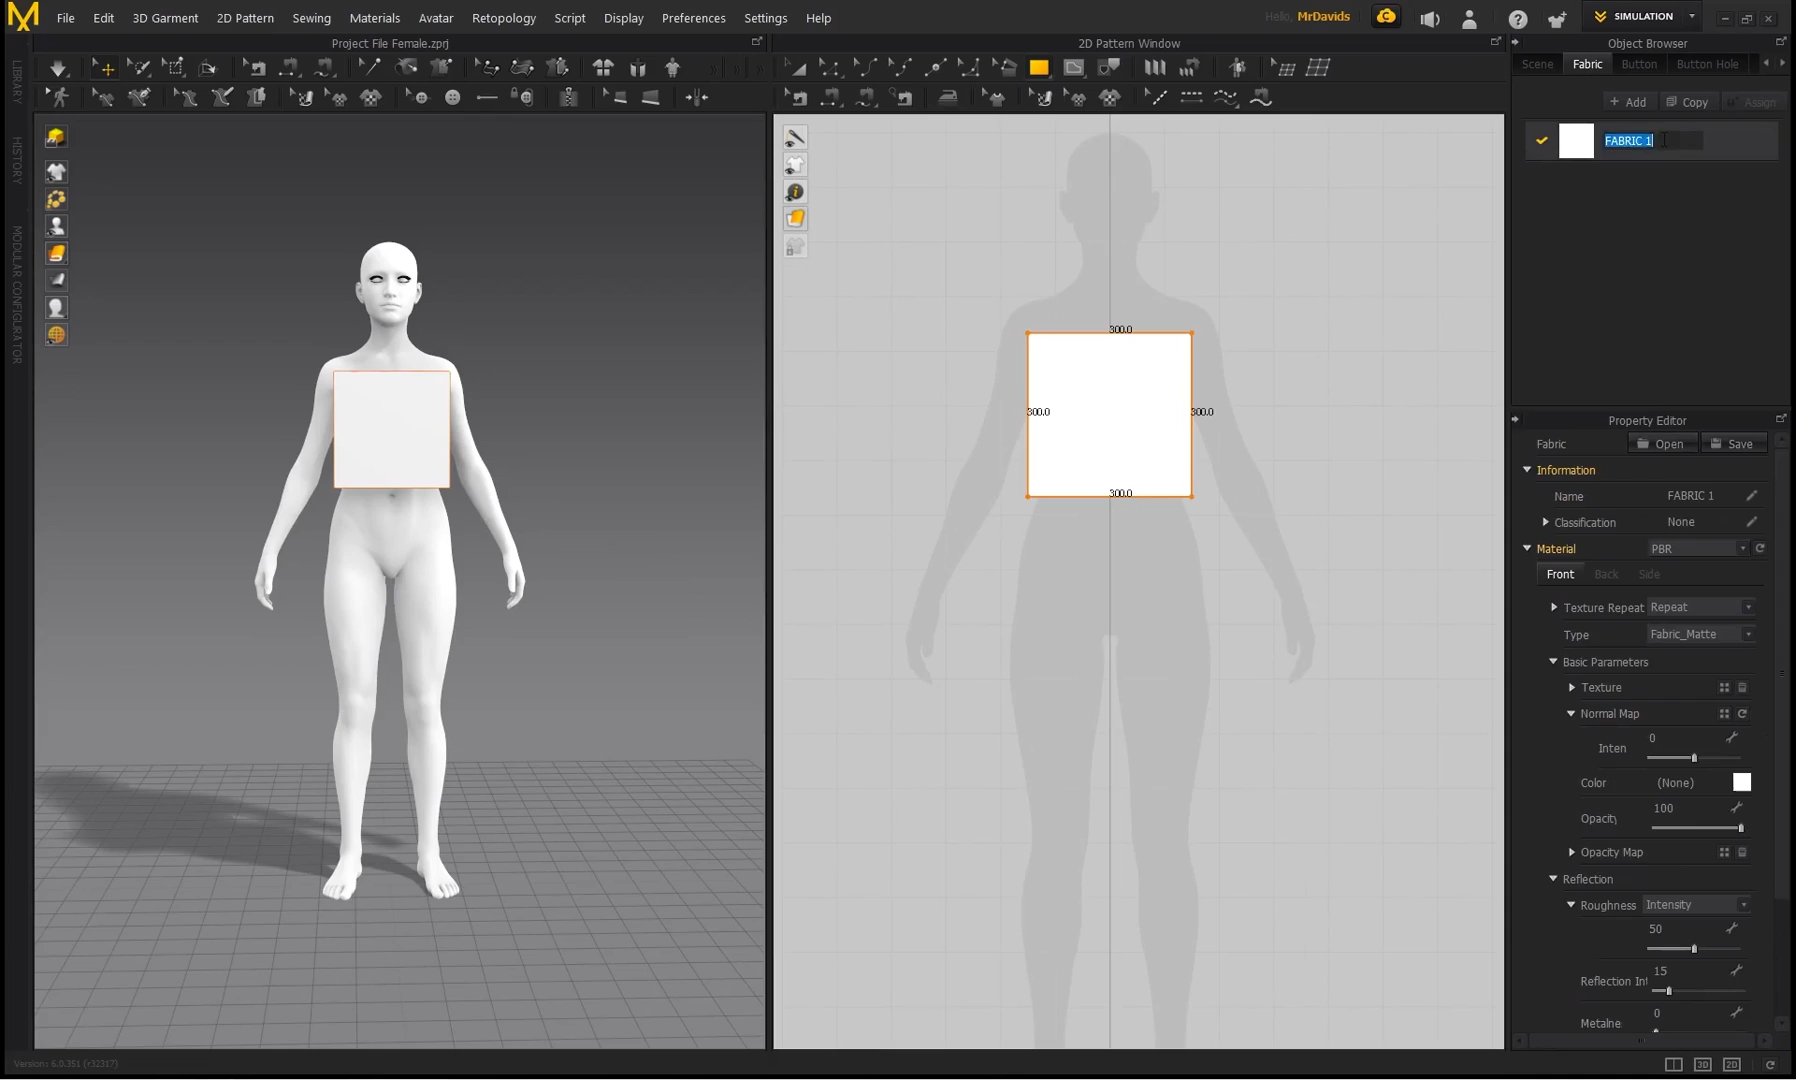 File Edit 3D Garment 2D Pattern Sewing Materials Avatar Retopology Script Display Preferences Settings Help
Hello, MrDavids
SIMULATION
Project File Female.zprj
2D Pattern Window
Object Browser
Scene Fabric Button Button Hole
+ Add Copy Assign
FABRIC 1
LIBRARY
HISTORY
MODULAR CONFIGURATOR
300.0
300.0 300.0
300.0
Property Editor
Fabric Open Save
Information
Name FABRIC 1
Classification None
Material PBR
Front Back Side
Texture Repeat Repeat
Type Fabric_Matte
Basic Parameters
Texture
Normal Map
0
Inten
Color (None)
100
Opacity
Opacity Map
Reflection
Roughness Intensity
50
15
Reflection Int
0
Metalne
Version: 6.0.351 (r32317)
3D 2D